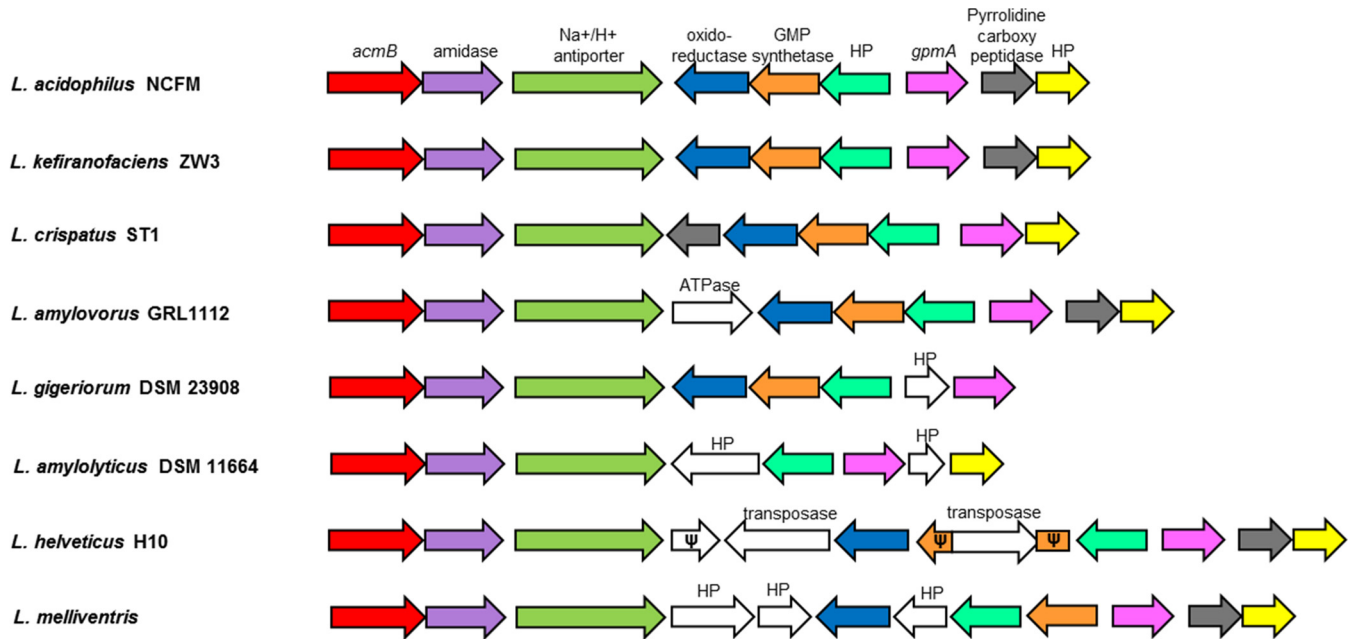 acmB
amidase
Na+/H+
antiporter
oxido-
reductase
GMP
synthetase
HP
gpmA
Pyrrolidine
carboxy
peptidase
HP
L. acidophilus NCFM
L. kefiranofaciens ZW3
L. crispatus ST1
ATPase
L. amylovorus GRL1112
HP
L. gigeriorum DSM 23908
HP
HP
L. amylolyticus DSM 11664
transposase
transposase
L. helveticus H10
Ψ
Ψ
Ψ
HP
HP
HP
L. melliventris